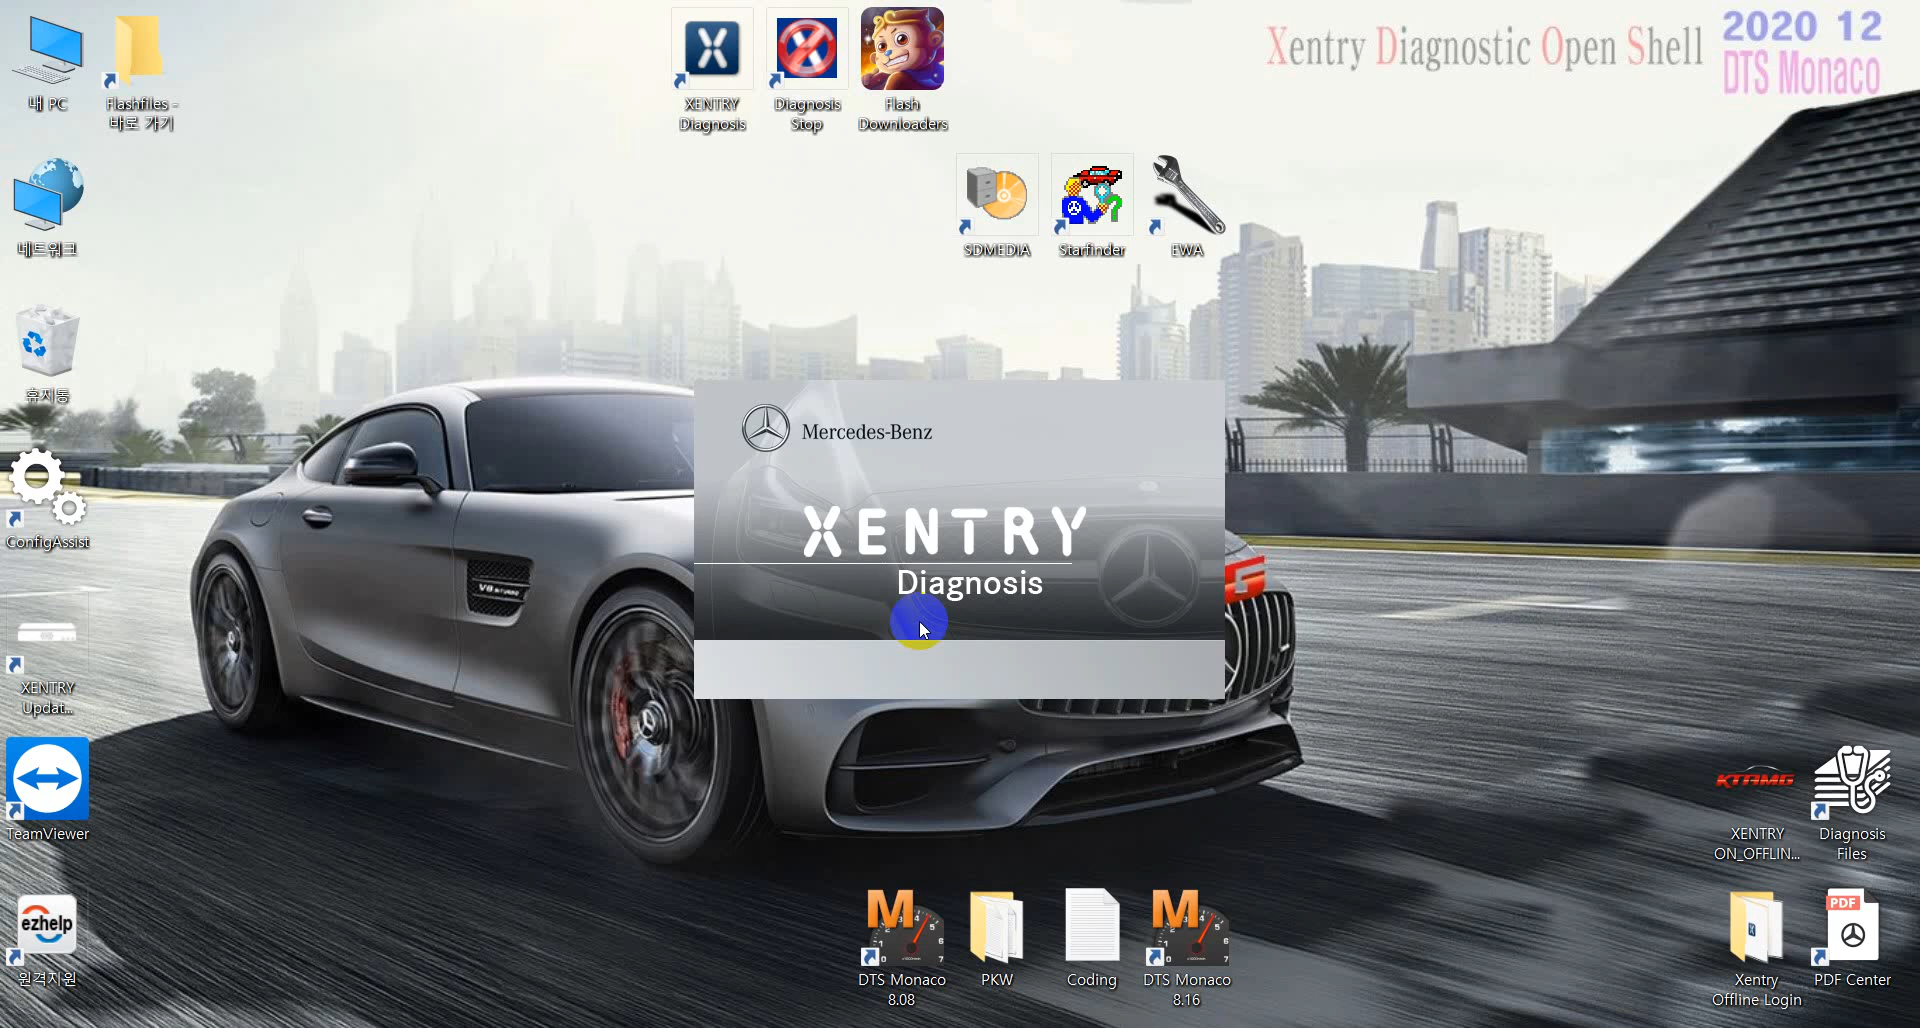 Xentry Diagnostic Open Shell
2020 12
DTS Monaco
내 PC
Flashfiles -
바로 가기
XENTRY
Diagnosis
Diagnosis
Stop
Flash
Downloaders
네트워크
SDMEDIA
Starfinder
EWA
휴지통
Mercedes-Benz
XENTRY
Diagnosis
ConfigAssist
V8 BITURBO
XENTRY
Updat...
TeamViewer
KTAMG
XENTRY
ON_OFFLIN...
Diagnosis
Files
ezhelp
원격지원
M
DTS Monaco
8.08
PKW
Coding
M
DTS Monaco
8.16
Xentry
Offline Login
PDF
PDF Center